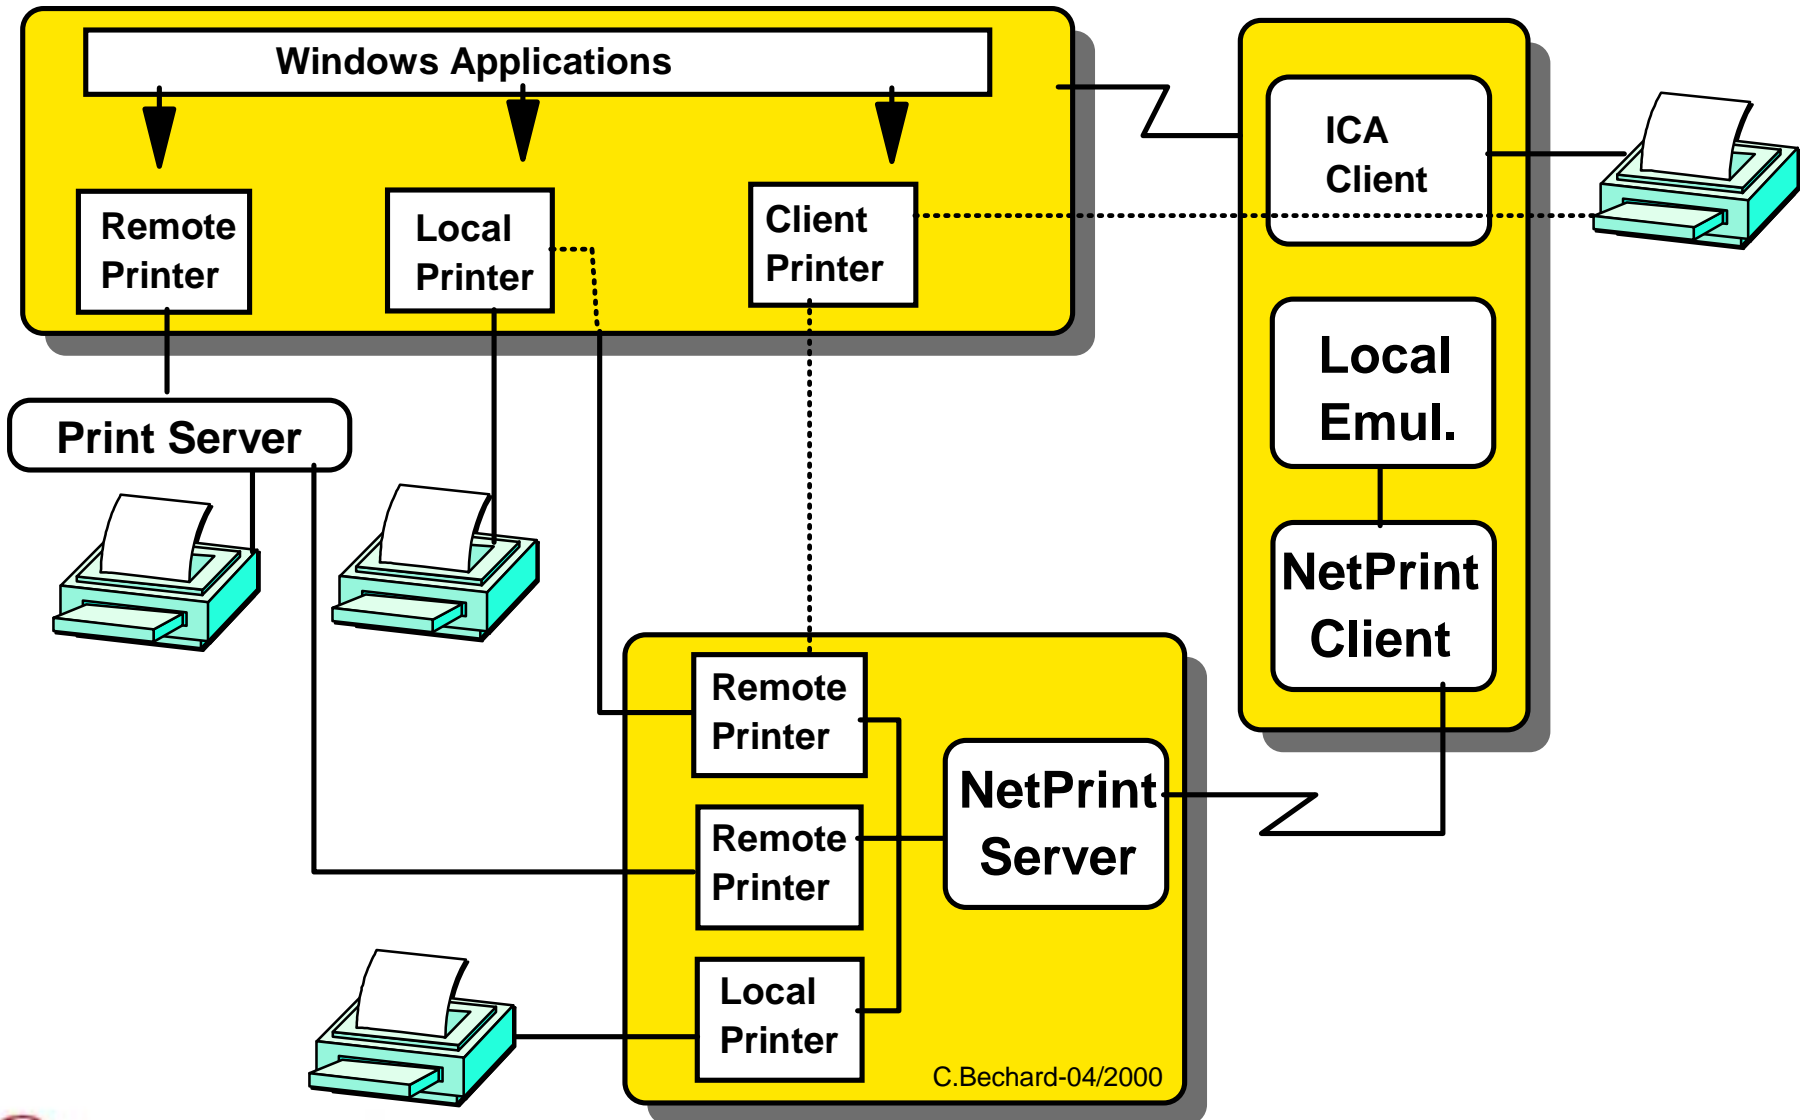 Windows Applications
Remote
Printer
Local
Printer
Client
Printer
ICA
Client
Local
Emul.
Print Server
NetPrint
Client
Remote
Printer
NetPrint
Server
Remote
Printer
Local
Printer
C.Bechard-04/2000